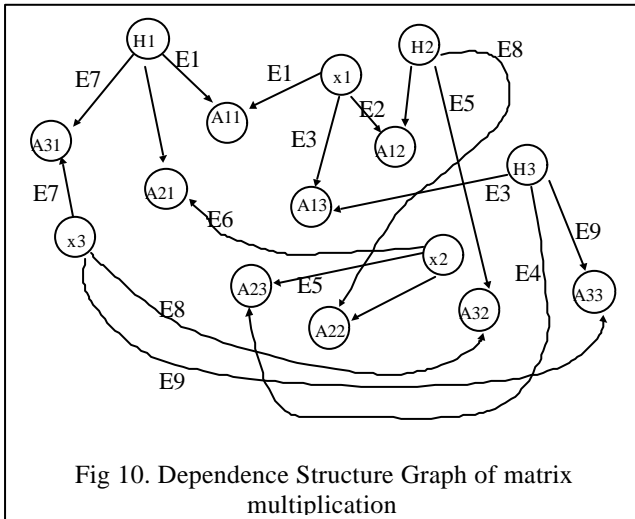 H1
H2
E8
E1
x1
E1
E7
E2
E5
A11
A31
A12
E3
H3
A21
A13
E3
E7
E6
E9
x3
x2
E4
A23
E5
A33
E8
A22
A32
E9
Fig 10. Dependence Structure Graph of matrix
multiplication